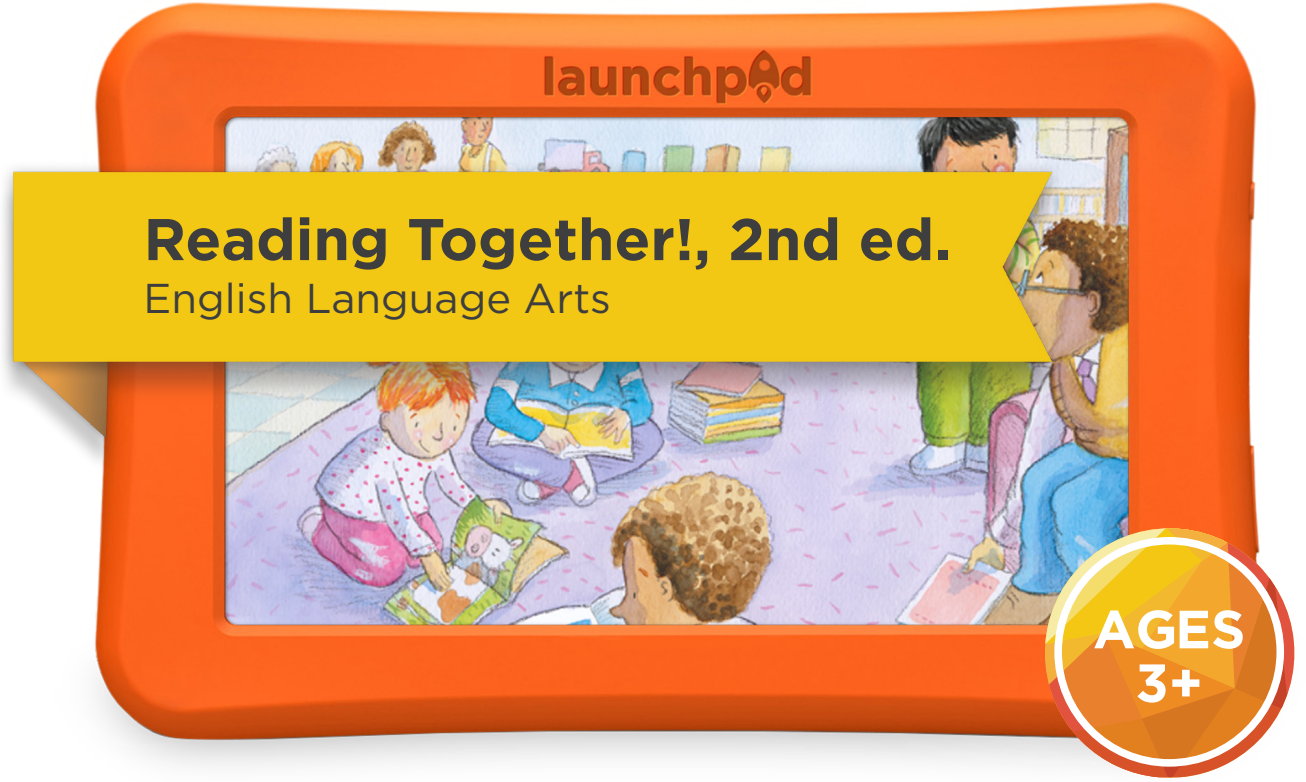 launchpad
Reading Together!, 2nd ed.
English Language Arts
AGES
3+